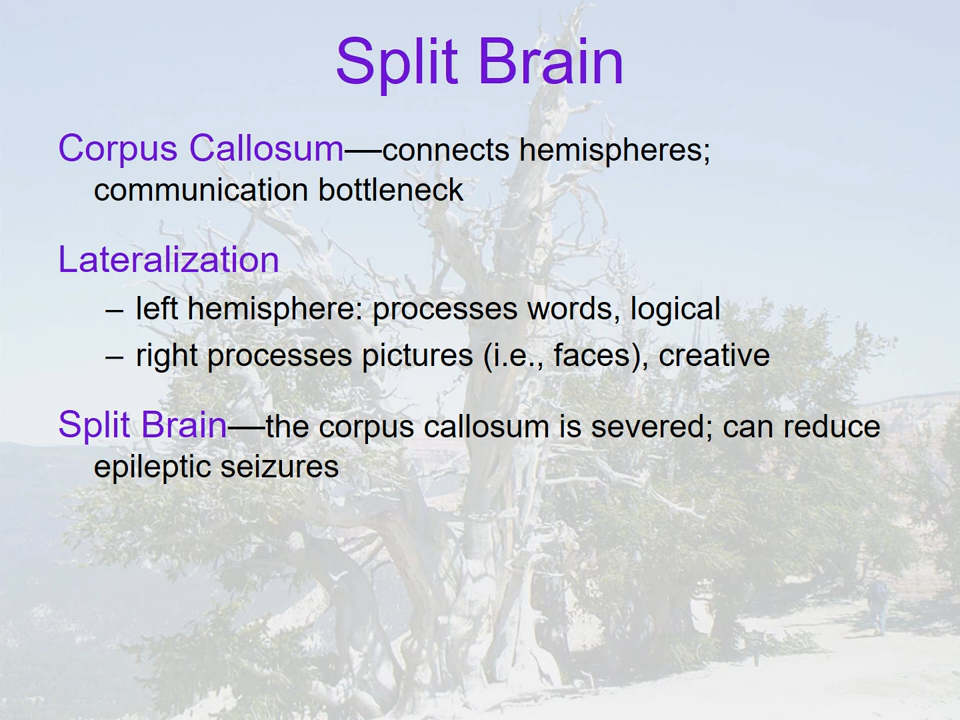 Split Brain
Corpus Callosum—connects hemispheres;
communication bottleneck
Lateralization
– left hemisphere: processes words, logical
– right processes pictures (i.e., faces), creative
Split Brain—the corpus callosum is severed; can reduce
epileptic seizures